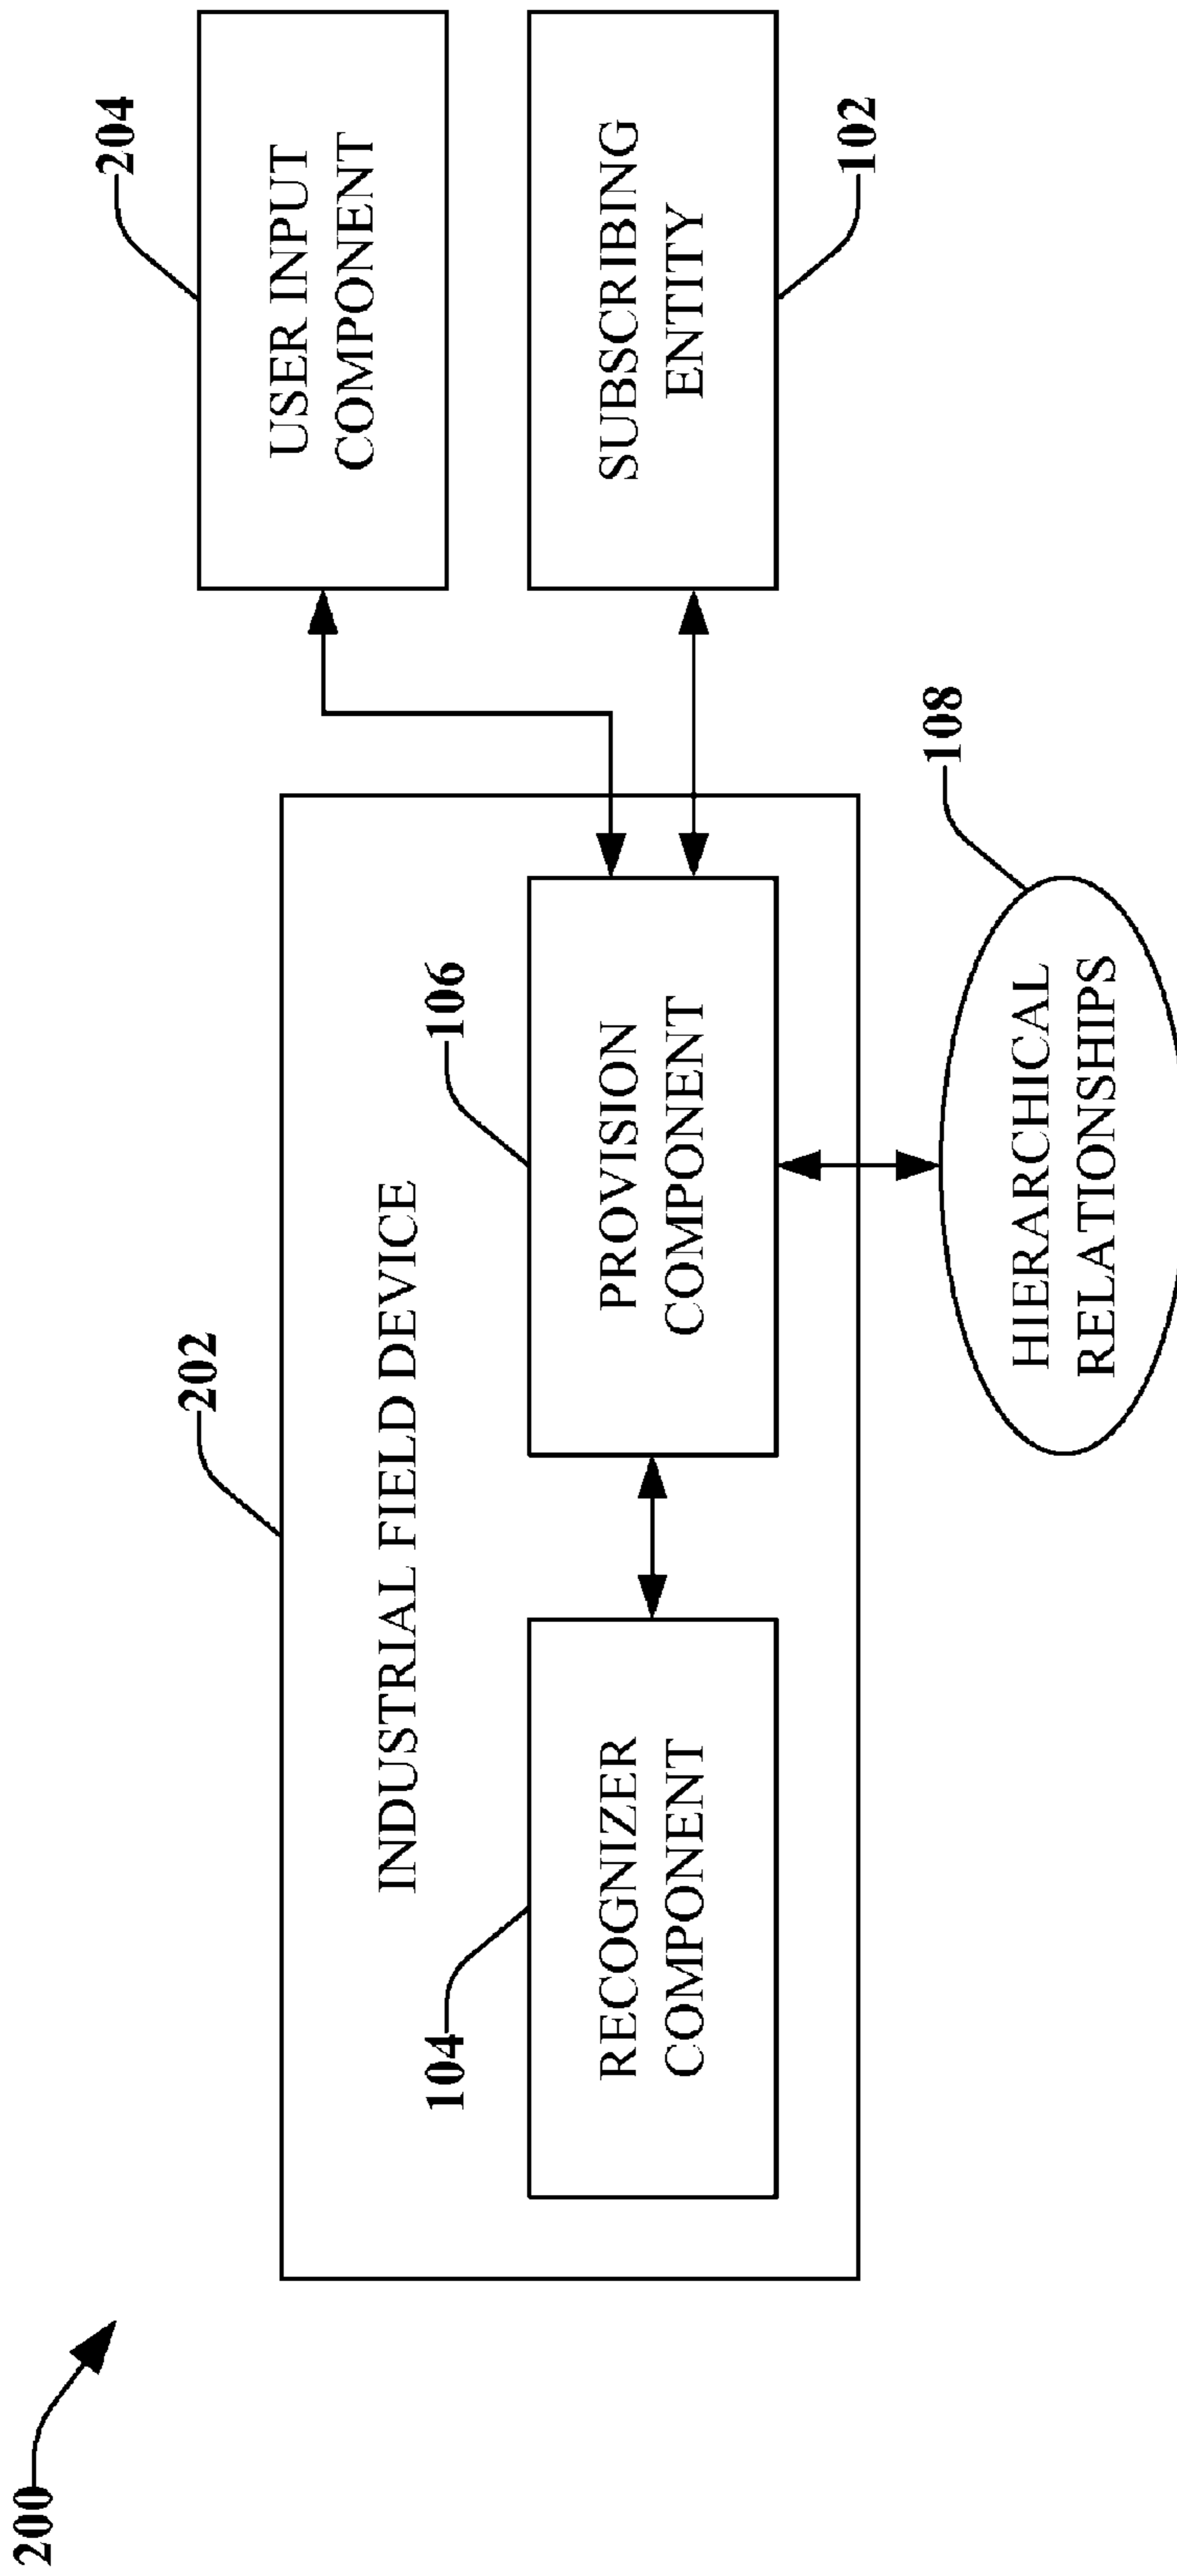 200
202
INDUSTRIAL FIELD DEVICE
104
RECOGNIZER
COMPONENT
106
PROVISION
COMPONENT
204
USER INPUT
COMPONENT
SUBSCRIBING
ENTITY
102
108
HIERARCHICAL
RELATIONSHIPS